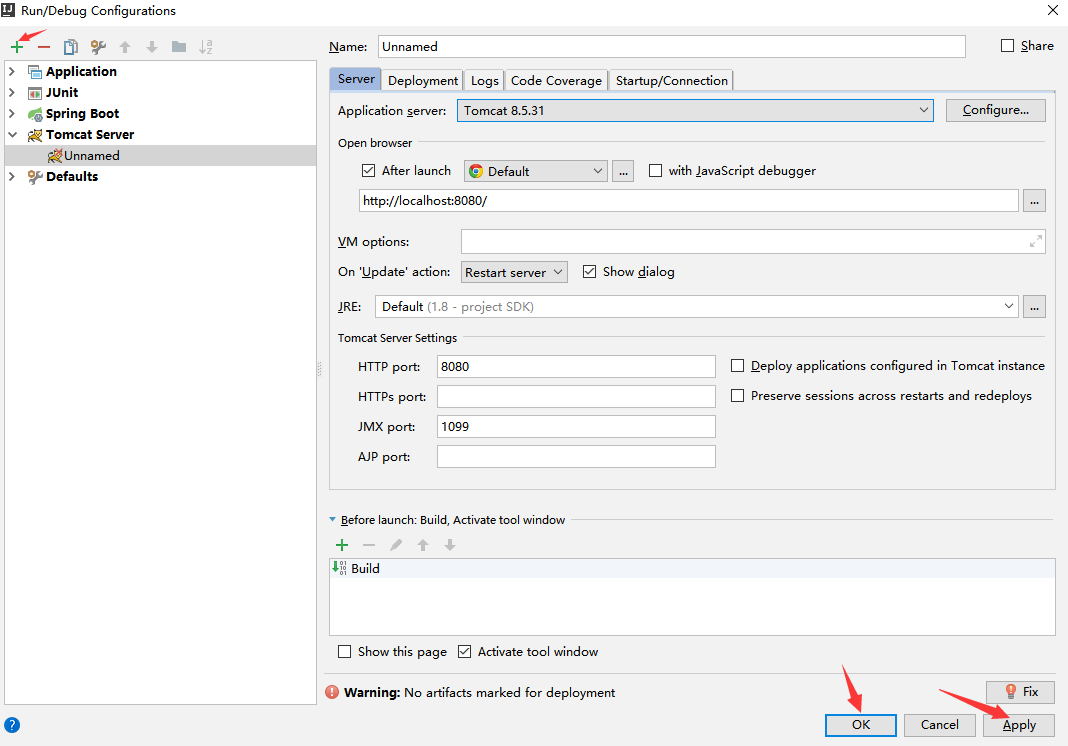 Run/Debug Configurations
Name: Unnamed Share
Application
JUnit
Spring Boot
Tomcat Server
Unnamed
Defaults
Server Deployment Logs Code Coverage Startup/Connection
Application server: Tomcat 8.5.31 Configure...
Open browser
After launch Default ... with JavaScript debugger
http://localhost:8080/ ...
VM options:
On 'Update' action: Restart server Show dialog
JRE: Default (1.8 - project SDK) ...
Tomcat Server Settings
HTTP port: 8080 Deploy applications configured in Tomcat instance
HTTPs port: Preserve sessions across restarts and redeploys
JMX port: 1099
AJP port:
Before launch: Build, Activate tool window
Build
Show this page Activate tool window
Warning: No artifacts marked for deployment Fix
? OK Cancel Apply